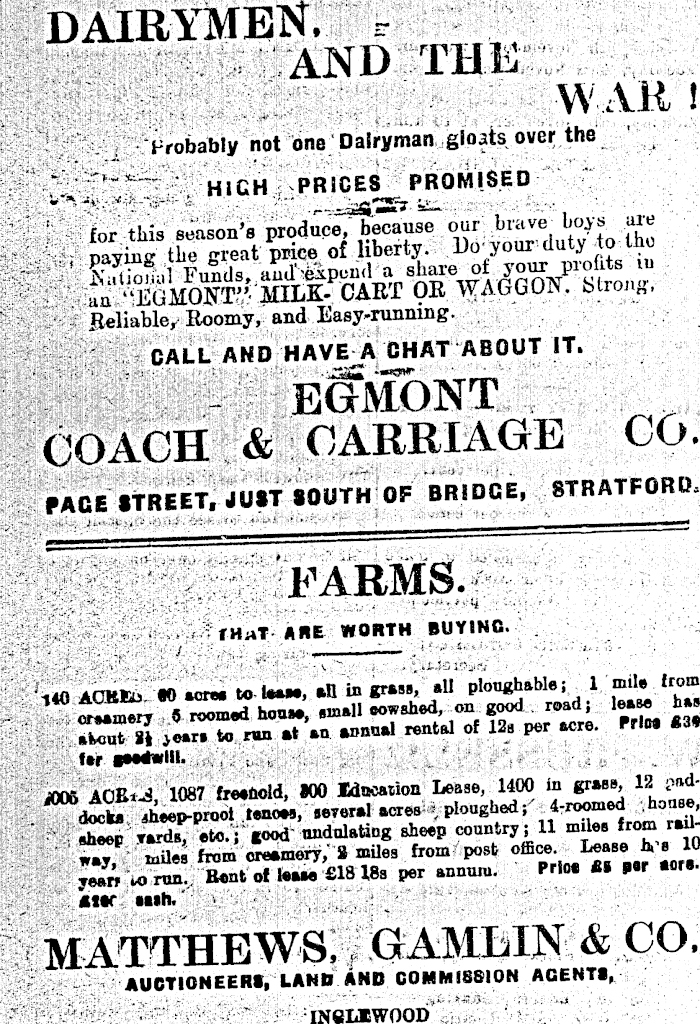 DAIRYMEN,
AND THE
WAR!
Probably not one Dairyman gloats over the
HIGH PRICES PROMISED
for this season's produce, because our brave boys are
paying the great price of liberty. Do your duty to the
National Funds, and expend a share of your profits in
an "EGMONT" MILK- CART OR WAGGON. Strong,
Reliable, Roomy, and Easy-running.
CALL AND HAVE A CHAT ABOUT IT.
EGMONT
COACH & CARRIAGE CO.
PAGE STREET, JUST SOUTH OF BRIDGE, STRATFORD.
FARMS.
THAT ARE WORTH BUYING.
140 ACRES. acres to lease, all in grass, all ploughable; 1 mile from
creamery 5 roomed house, small cowshed, on good road; lease has
about years to run at an annual rental of 12s per acre. Price
for goodwill.
ACRES, 1087 freehold, Education Lease, 1400 in grass, 12 pad-
docks sheep-proof fences, several acres ploughed; 4-roomed house,
sheep yards, etc.; good undulating sheep country; 11 miles from rail-
way, miles from creamery, 2 miles from post office. Lease has 10
years to run. Rent of lease £18 18s per annum. Price £5 per acre.
cash.
MATTHEWS, GAMLIN & CO.
AUCTIONEERS, LAND AND COMMISSION AGENTS,
INGLEWOOD